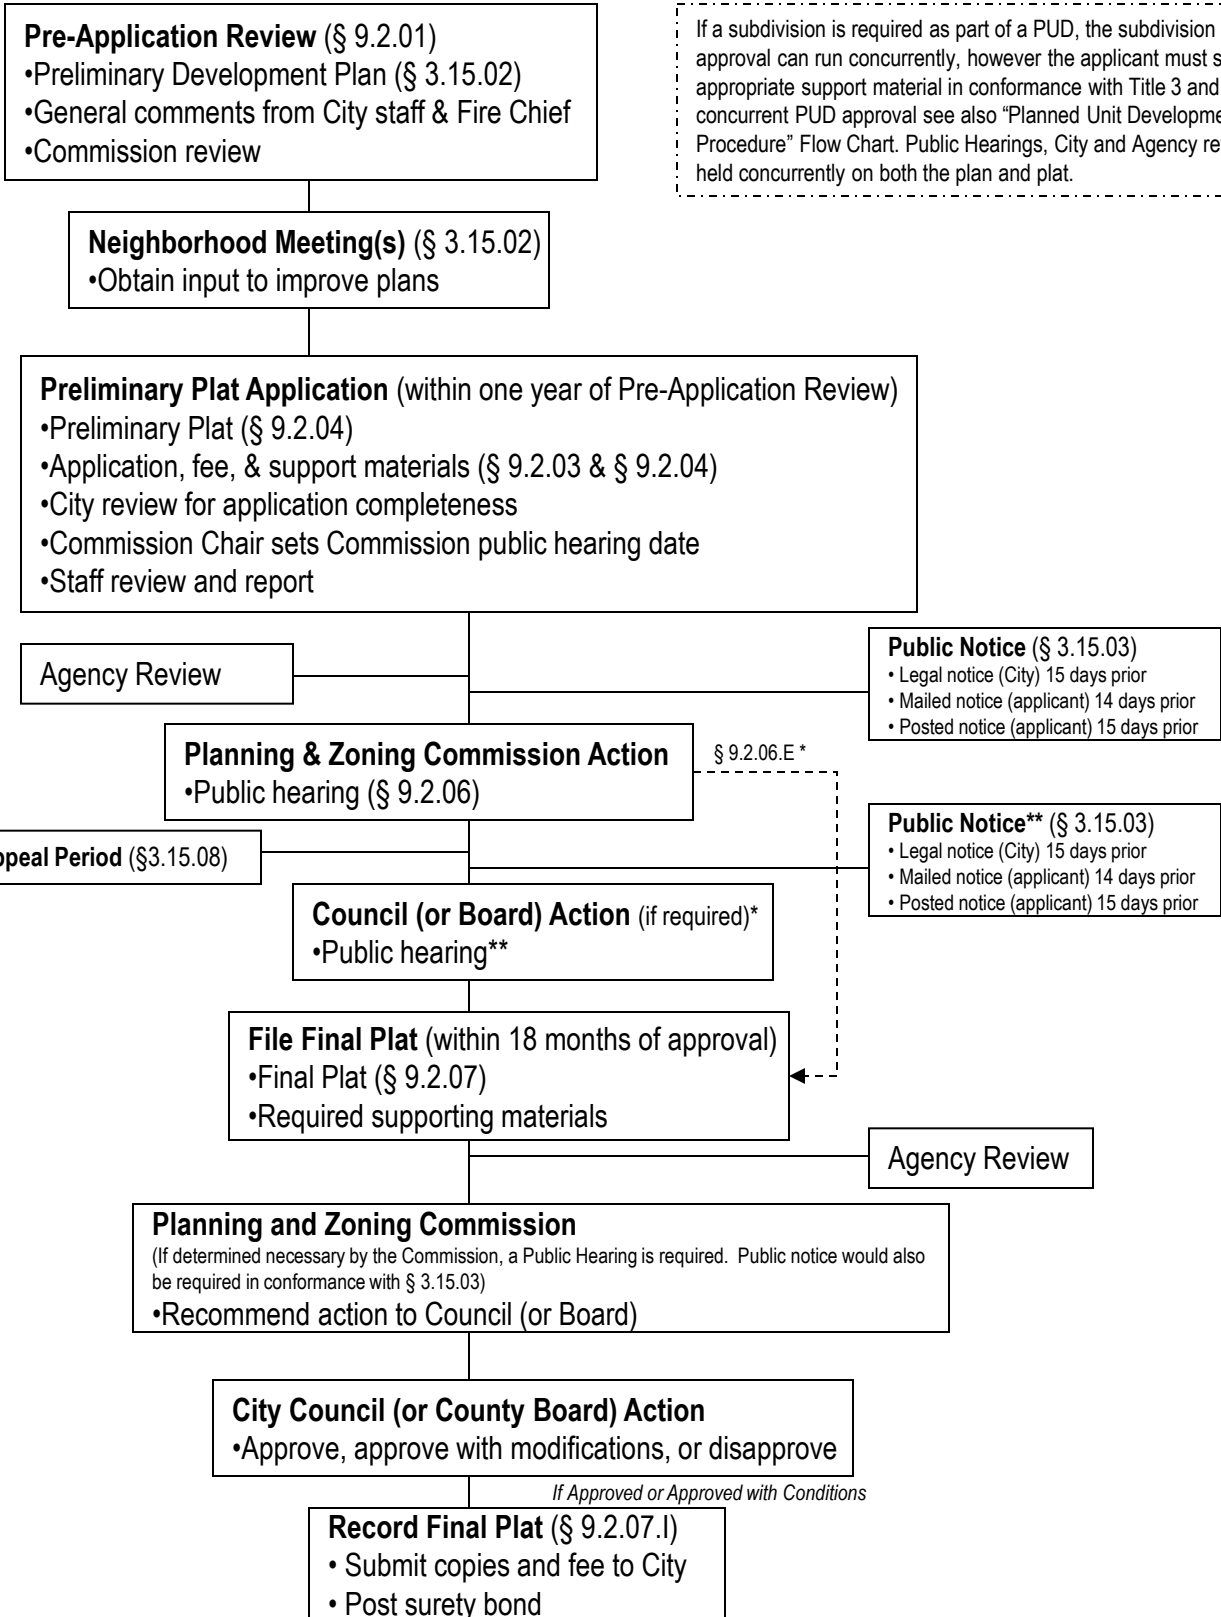 Pre-Application Review (§ 9.2.01)
•Preliminary Development Plan (§ 3.15.02)
•General comments from City staff & Fire Chief
•Commission review
If a subdivision is required as part of a PUD, the subdivision
approval can run concurrently, however the applicant must
appropriate support material in conformance with Title 3 and
concurrent PUD approval see also “Planned Unit
Procedure” Flow Chart. Public Hearings, City and Agency
held concurrently on both the plan and plat.
Neighborhood Meeting(s) (§ 3.15.02)
•Obtain input to improve plans
Preliminary Plat Application (within one year of Pre-Application Review)
•Preliminary Plat (§ 9.2.04)
•Application, fee, & support materials (§ 9.2.03 & § 9.2.04)
•City review for application completeness
•Commission Chair sets Commission public hearing date
•Staff review and report
Agency Review
Public Notice (§ 3.15.03)
• Legal notice (City) 15 days prior
• Mailed notice (applicant) 14 days prior
• Posted notice (applicant) 15 days prior
Planning & Zoning Commission Action
•Public hearing (§ 9.2.06)
§ 9.2.06.E *
Public Notice** (§ 3.15.03)
• Legal notice (City) 15 days prior
• Mailed notice (applicant) 14 days prior
• Posted notice (applicant) 15 days prior
Period (§3.15.08)
Council (or Board) Action (if required)*
•Public hearing**
File Final Plat (within 18 months of approval)
•Final Plat (§ 9.2.07)
•Required supporting materials
Agency Review
Planning and Zoning Commission
(If determined necessary by the Commission, a Public Hearing is required. Public notice would also
be required in conformance with § 3.15.03)
•Recommend action to Council (or Board)
City Council (or County Board) Action
•Approve, approve with modifications, or disapprove
If Approved or Approved with Conditions
Record Final Plat (§ 9.2.07.I)
• Submit copies and fee to City
• Post surety bond